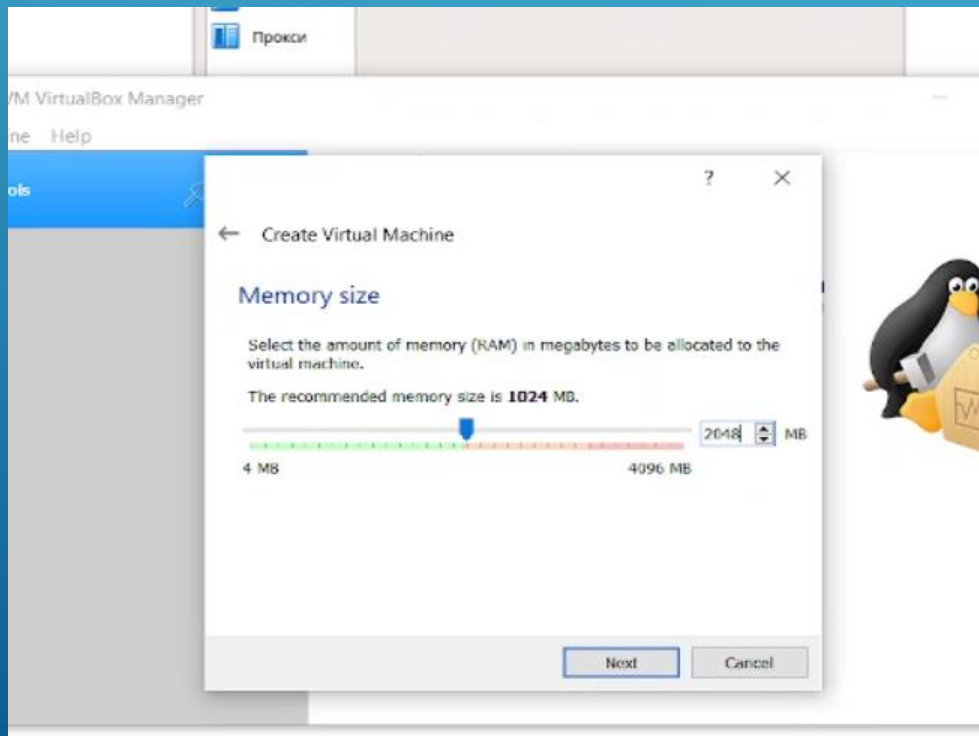 Прокси
VM VirtualBox Manager
ine Help
ols
?
Create Virtual Machine
Memory size
Select the amount of memory (RAM) in megabytes to be allocated to the
virtual machine.
The recommended memory size is 1024 MB.
2048 MB
4 MB 4096 MB
Next Cancel